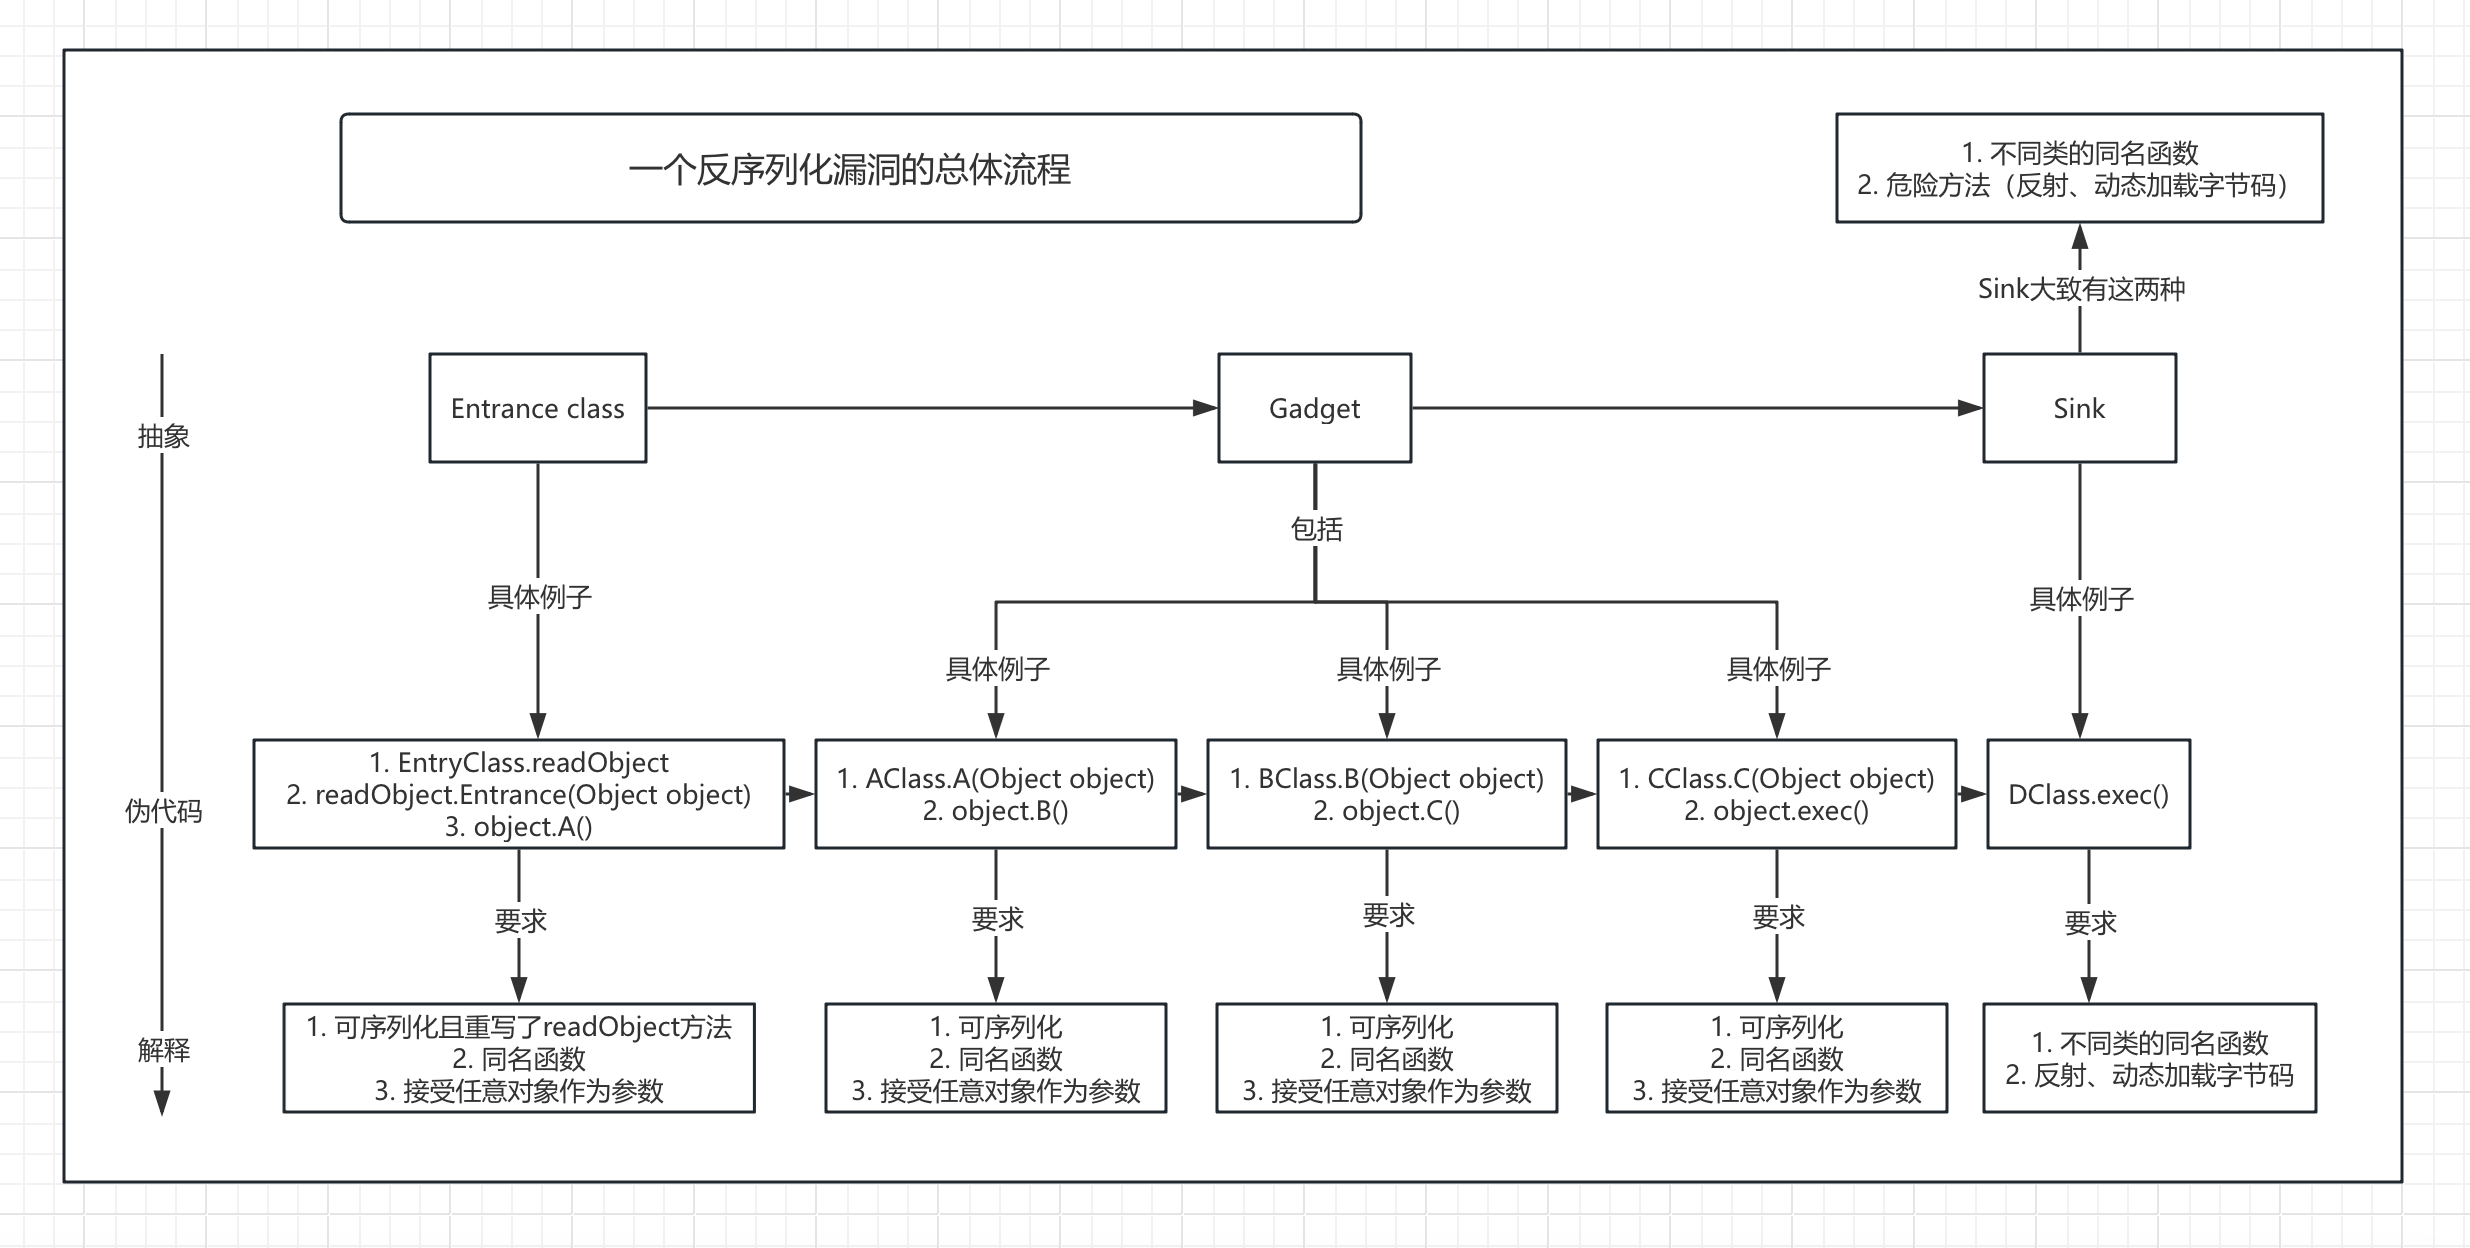 一个反序列化漏洞的总体流程
1. 不同类的同名函数
2. 危险方法（反射、动态加载字节码）
Sink大致有这两种
Entrance class
Gadget
Sink
抽象
包括
具体例子
具体例子
具体例子
具体例子
具体例子
伪代码
1. EntryClass.readObject
2. readObject.Entrance(Object object)
3. object.A()
1. AClass.A(Object object)
2. object.B()
1. BClass.B(Object object)
2. object.C()
1. CClass.C(Object object)
2. object.exec()
DClass.exec()
要求
要求
要求
要求
要求
解释
1. 可序列化且重写了readObject方法
2. 同名函数
3. 接受任意对象作为参数
1. 可序列化
2. 同名函数
3. 接受任意对象作为参数
1. 可序列化
2. 同名函数
3. 接受任意对象作为参数
1. 可序列化
2. 同名函数
3. 接受任意对象作为参数
1. 不同类的同名函数
2. 反射、动态加载字节码